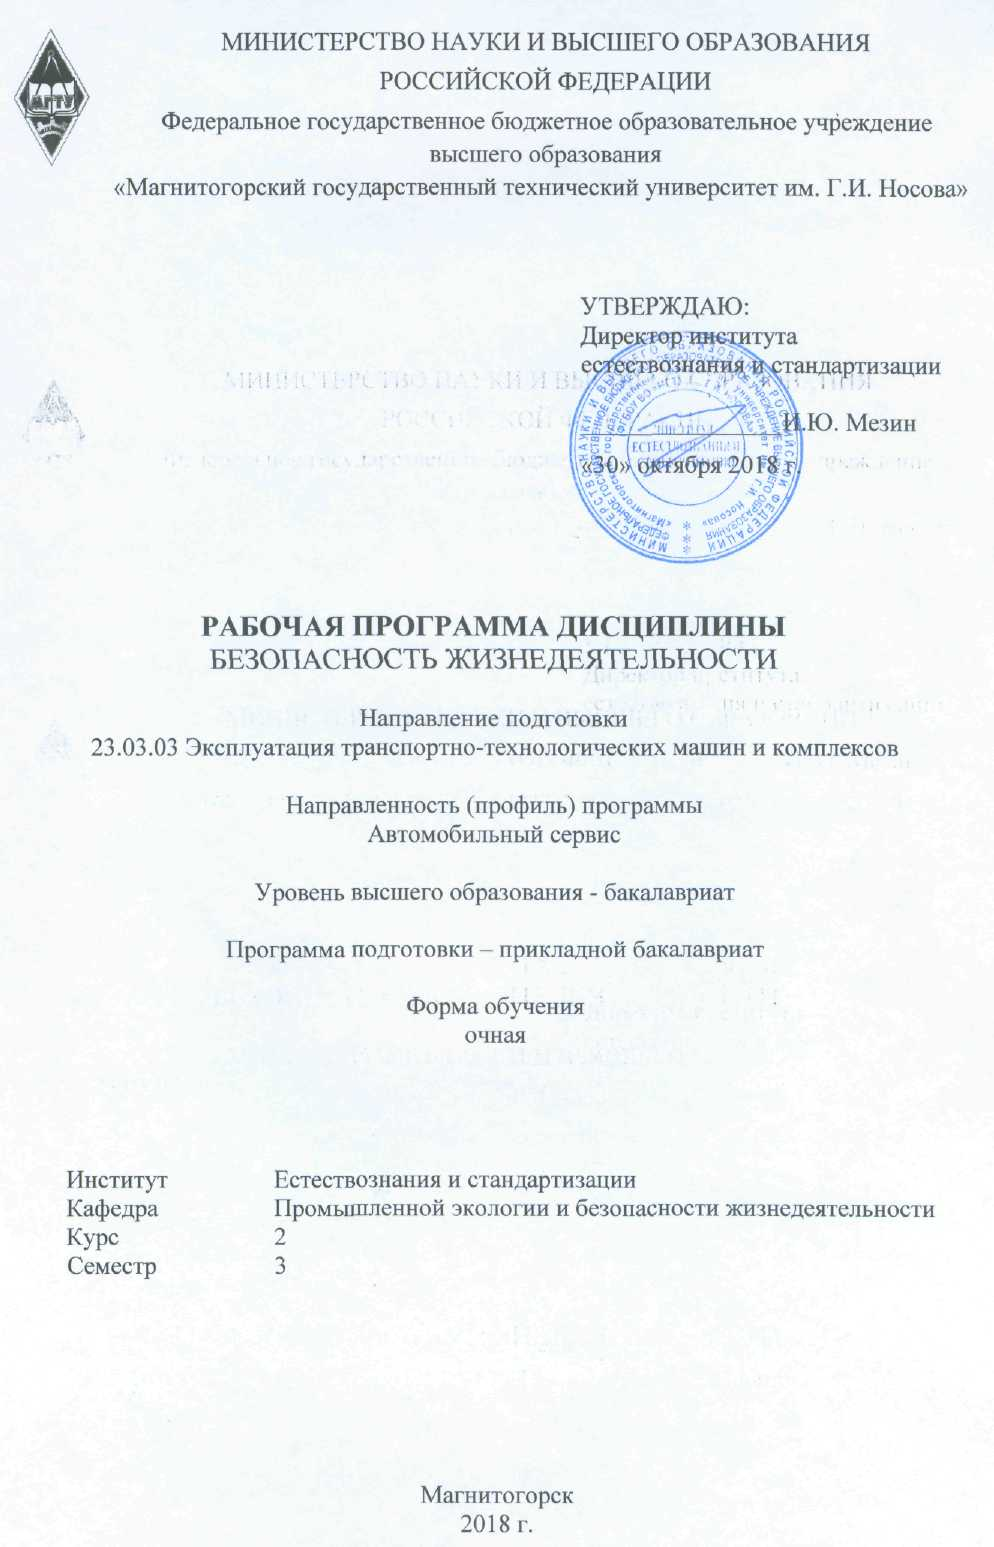 МИНИСТЕРСТВО НАУКИ И ВЫСШЕГО ОБРАЗОВАНИЯ
РОССИЙСКОЙ ФЕДЕРАЦИИ
Федеральное государственное бюджетное образовательное учреждение
высшего образования
«Магнитогорский государственный технический университет им. Г.И. Носова»
МГТУ
УТВЕРЖДАЮ:
Директор института
естествознания и стандартизации
И.Ю. Мезин
«30» октября 2018 г.
РАБОЧАЯ ПРОГРАММА ДИСЦИПЛИНЫ
БЕЗОПАСНОСТЬ ЖИЗНЕДЕЯТЕЛЬНОСТИ
Направление подготовки
23.03.03 Эксплуатация транспортно-технологических машин и комплексов
Направленность (профиль) программы
Автомобильный сервис
Уровень высшего образования - бакалавриат
Программа подготовки – прикладной бакалавриат
Форма обучения
очная
Институт Естествознания и стандартизации
Кафедра Промышленной экологии и безопасности жизнедеятельности
Курс 2
Семестр 3
Магнитогорск
2018 г.